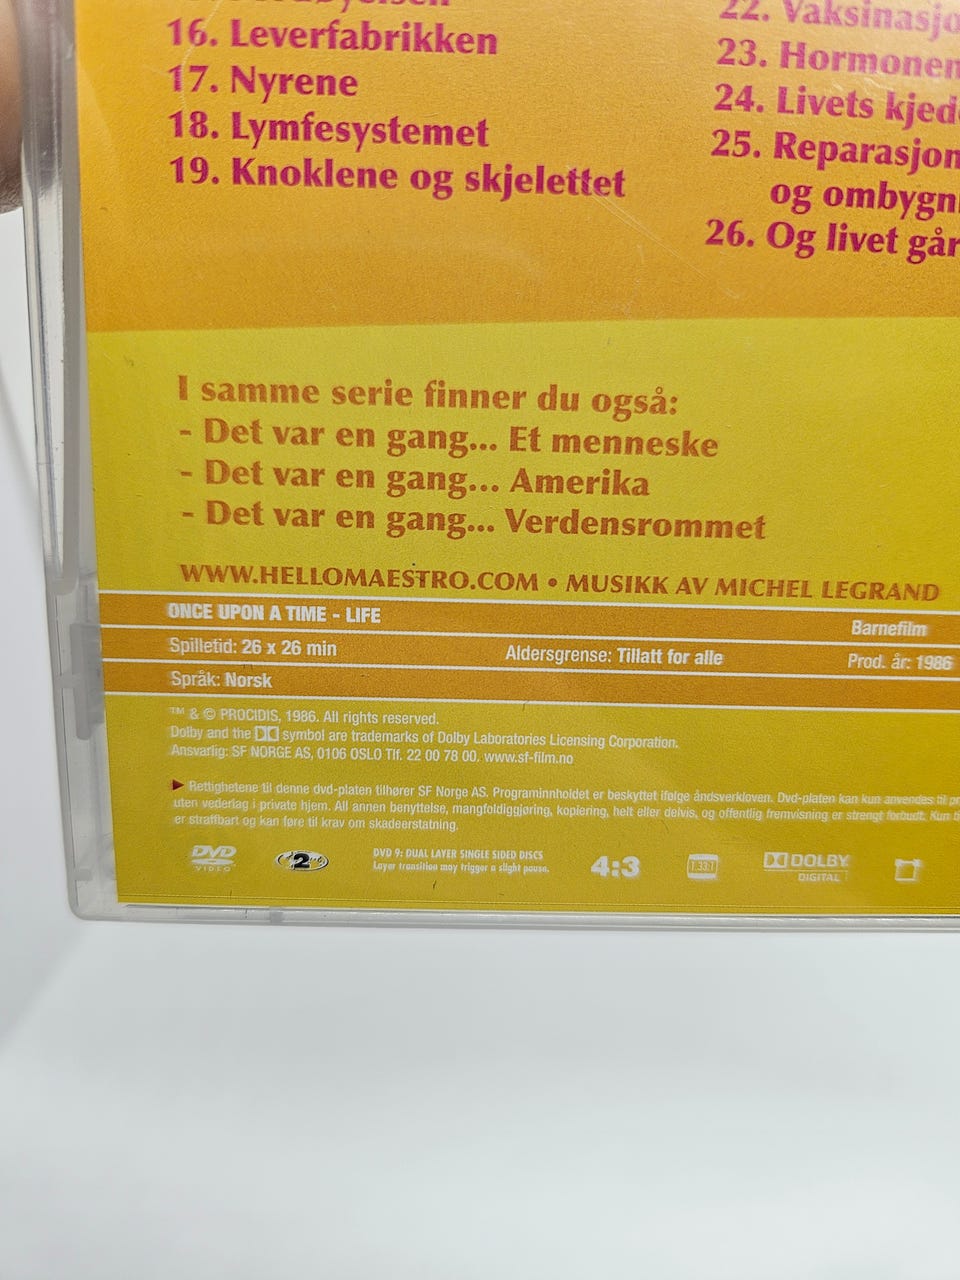 16. Leverfabrikken
17. Nyrene
18. Lymfesystemet
19. Knoklene og skjelettet
22.
23.
24. Livets
25.
og
26. Og livet går
I samme serie finner du også:
- Det var en gang... Et menneske
- Det var en gang... Amerika
- Det var en gang... Verdensrommet
WWW.HELLOMAESTRO.COM • MUSIKK AV MICHEL LEGRAND
ONCE UPON A TIME - LIFE
Barnefilm
Spilletid: 26 x 26 min
Aldersgrense: Tillatt for alle
Prod. år: 1986
Språk: Norsk
™ & © PROCIDIS, 1986. All rights reserved.
Dolby and the symbol are trademarks of Dolby Laboratories Licensing Corporation.
Ansvarlig: SF NORGE AS, 0106 OSLO Tlf. 22 00 78 00. www.sf-film.no
Rettighetene til denne dvd-platen tilhører SF Norge AS. Programinnholdet er beskyttet ifølge åndsverkloven. Dvd-platen kan kun anvendes til
uten vederlag i private hjem. All annen benyttelse, mangfoldiggjøring, kopiering, helt eller delvis, og offentlig fremvisning er strengt forbudt. Kun
er straffbart og kan føre til krav om skadeerstatning.
DVD
VIDEO
2
DVD 9: DUAL LAYER SINGLE SIDED DISCS
Layer transition may trigger a slight pause.
4:3
1.33:1
DOLBY
DIGITAL